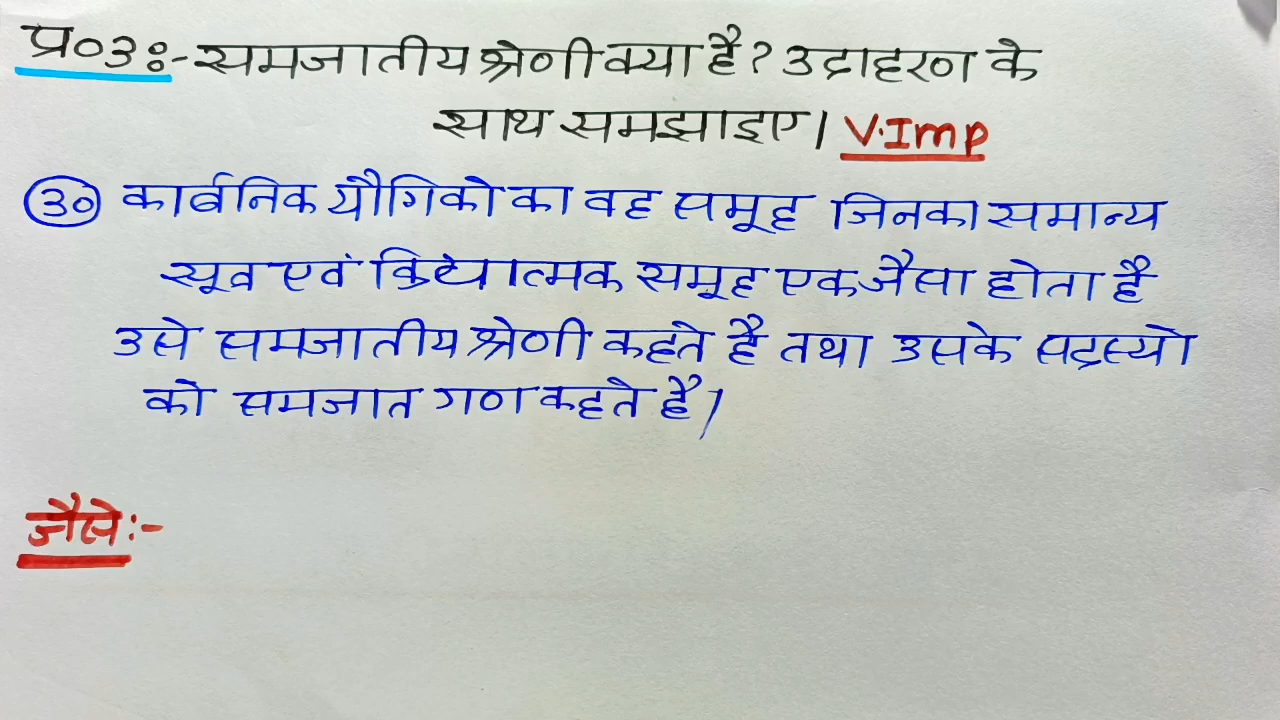 प्र०३ः- समजातीय श्रेणी क्या है? उदाहरण के
साथ समझाइए। V.Imp
उ० कार्बनिक यौगिको का वह समूह जिनका समान्य
सूत्र एवं क्रियात्मक समूह एक जैसा होता है
उसे समजातीय श्रेणी कहते है तथा उसके सदस्यो
को समजात गण कहते है।
जैसे:-